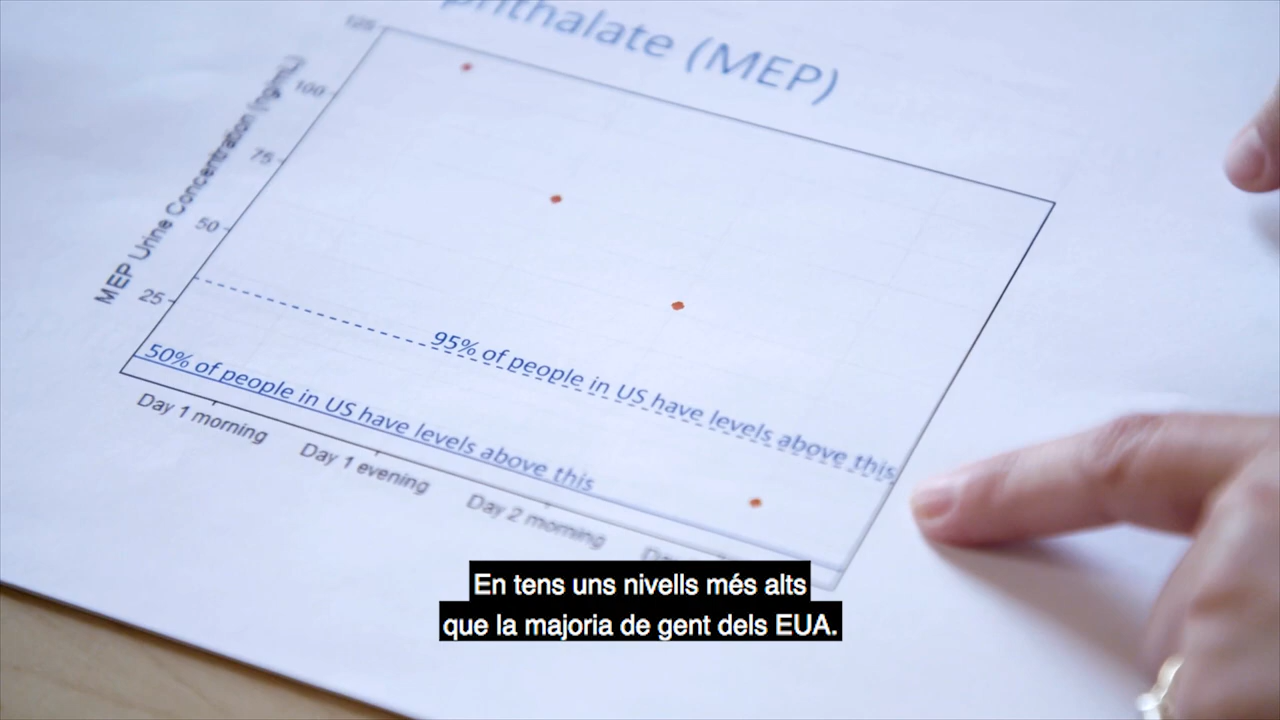 phthalate (MEP)
MEP Urine Concentration (ng/mL)
125
100
75
50
25
95% of people in US have levels above this
50% of people in US have levels above this
Day 1 morning
Day 1 evening
Day 2 morning
En tens uns nivells més alts
que la majoria de gent dels EUA.